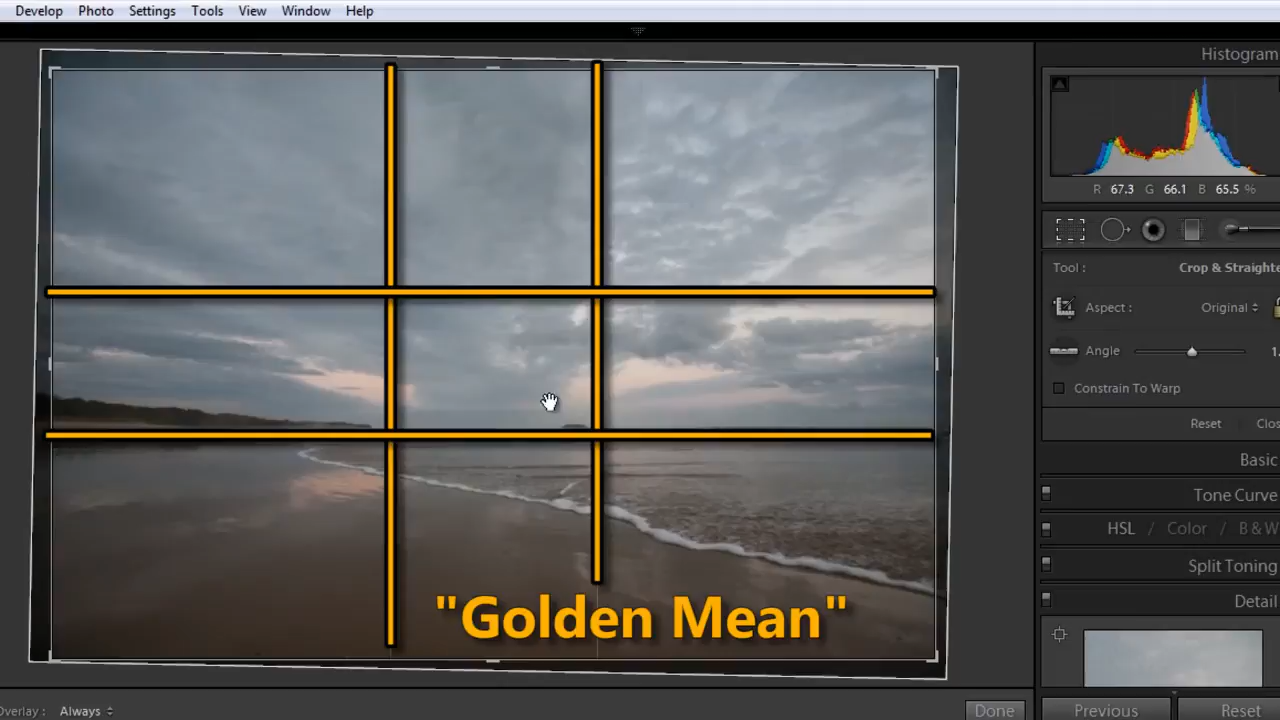 Develop Photo Settings Tools View Window Help
Histogram
R 67.3 G 66.1 B 65.5 %
Tool : Crop & Straighte
Aspect : Original
Angle 1.
Constrain To Warp
Reset Clos
Basic
Tone Curve
HSL / Color / B & W
Split Toning
Detail
"Golden Mean"
Overlay : Always
Done
Previous Reset